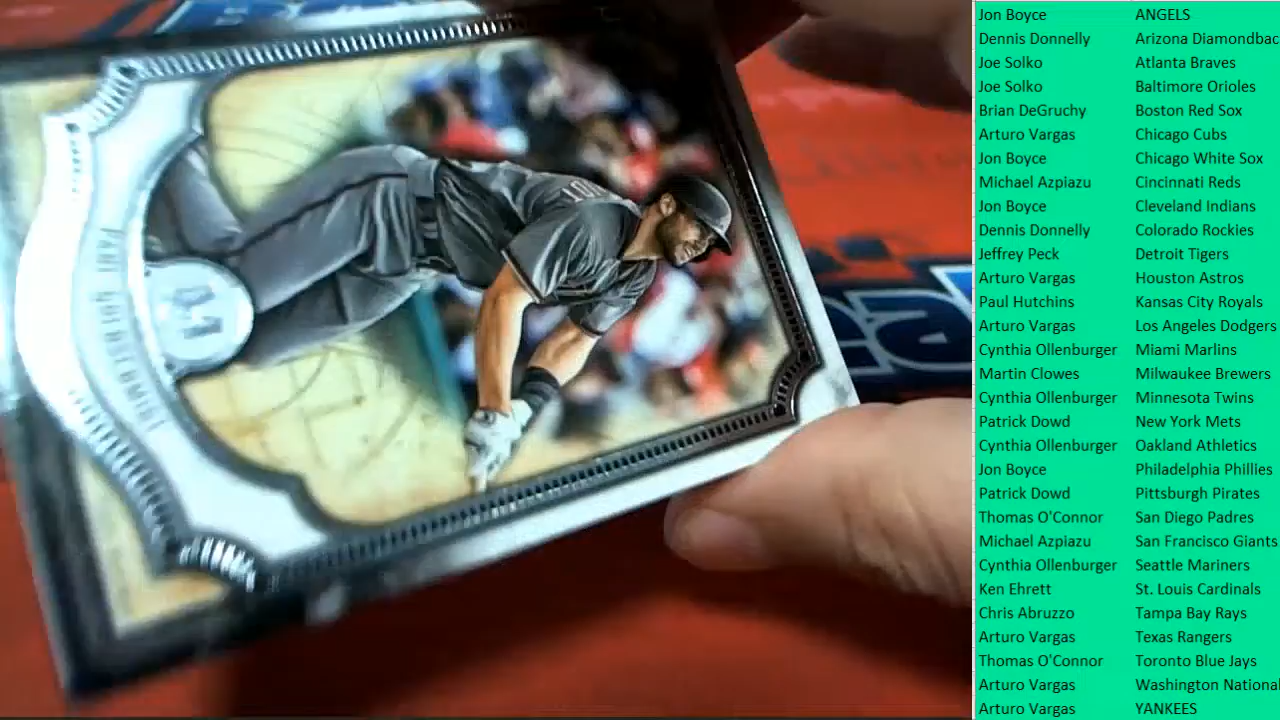 PAUL GOLDSCHMIDT
Jon Boyce ANGELS
Dennis Donnelly Arizona Diamondbac
Joe Solko Atlanta Braves
Joe Solko Baltimore Orioles
Brian DeGruchy Boston Red Sox
Arturo Vargas Chicago Cubs
Jon Boyce Chicago White Sox
Michael Azpiazu Cincinnati Reds
Jon Boyce Cleveland Indians
Dennis Donnelly Colorado Rockies
Jeffrey Peck Detroit Tigers
Arturo Vargas Houston Astros
Paul Hutchins Kansas City Royals
Arturo Vargas Los Angeles Dodgers
Cynthia Ollenburger Miami Marlins
Martin Clowes Milwaukee Brewers
Cynthia Ollenburger Minnesota Twins
Patrick Dowd New York Mets
Cynthia Ollenburger Oakland Athletics
Jon Boyce Philadelphia Phillies
Patrick Dowd Pittsburgh Pirates
Thomas O'Connor San Diego Padres
Michael Azpiazu San Francisco Giants
Cynthia Ollenburger Seattle Mariners
Ken Ehrett St. Louis Cardinals
Chris Abruzzo Tampa Bay Rays
Arturo Vargas Texas Rangers
Thomas O'Connor Toronto Blue Jays
Arturo Vargas Washington National
Arturo Vargas YANKEES